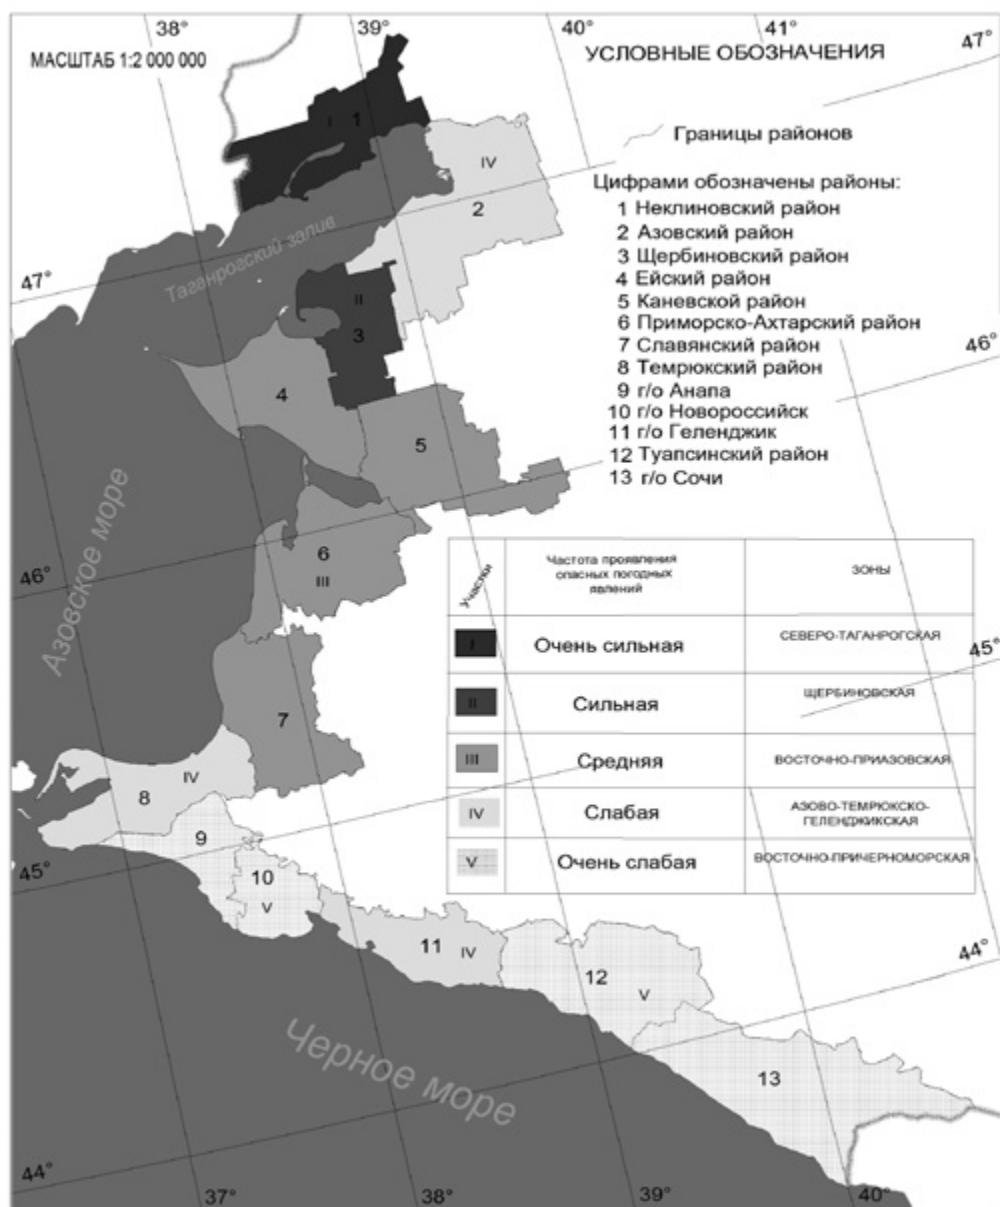 38°
39°
40°
41°
47°
МАСШТАБ 1:2 000 000
УСЛОВНЫЕ ОБОЗНАЧЕНИЯ
Границы районов
Цифрами обозначены районы:
1 Неклиновский район
2 Азовский район
3 Щербиновский район
4 Ейский район
5 Каневской район
6 Приморско-Ахтарский район
7 Славянский район
8 Темрюкский район
9 г/о Анапа
10 г/о Новороссийск
11 г/о Геленджик
12 Туапсинский район
13 г/о Сочи
I 1
IV
2
Таганрогский залив
47°
II
3
46°
4
5
Азовское море
46°
6
III
7
IV
8
9
45°
10
V
11 IV
12
V
13
Черное море
Участки
Частота проявления
опасных погодных
явлений
ЗОНЫ
I Очень сильная СЕВЕРО-ТАГАНРОГСКАЯ
II Сильная ЩЕРБИНОВСКАЯ
III Средняя ВОСТОЧНО-ПРИАЗОВСКАЯ
IV Слабая АЗОВО-ТЕМРЮКСКО-
ГЕЛЕНДЖИКСКАЯ
V Очень слабая ВОСТОЧНО-ПРИЧЕРНОМОРСКАЯ
45°
44°
44°
37°
38°
39°
40°